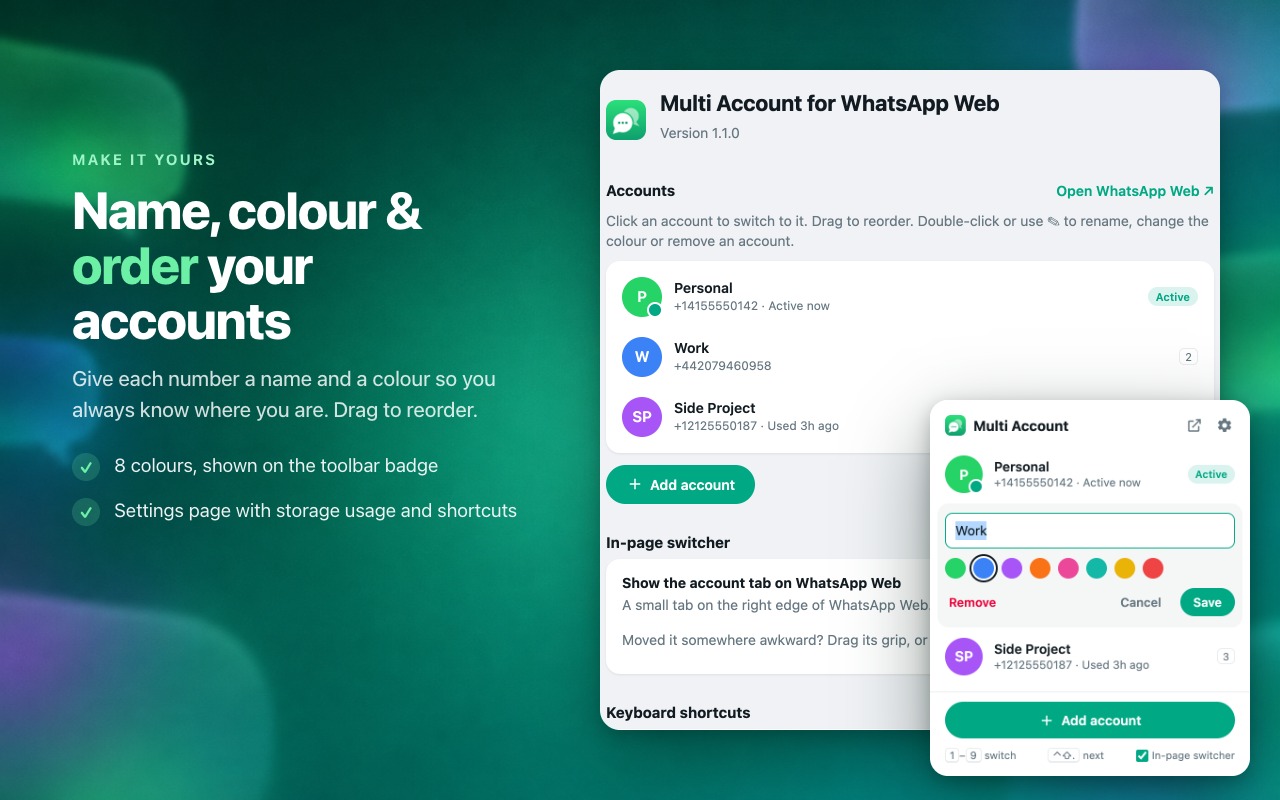 MAKE IT YOURS
Name, colour &
order your
accounts
Give each number a name and a colour so you
always know where you are. Drag to reorder.
8 colours, shown on the toolbar badge
Settings page with storage usage and shortcuts
Multi Account for WhatsApp Web
Version 1.1.0
Accounts
Open WhatsApp Web ↗
Click an account to switch to it. Drag to reorder. Double-click or use ✎ to rename, change the
colour or remove an account.
P
Personal
+14155550142 · Active now
Active
W
Work
+442079460958
2
SP
Side Project
+12125550187 · Used 3h ago
+ Add account
In-page switcher
Show the account tab on WhatsApp Web
A small tab on the right edge of WhatsApp Web.
Moved it somewhere awkward? Drag its grip, or
Keyboard shortcuts
Multi Account
P
Personal
+14155550142 · Active now
Active
Work
Remove
Cancel
Save
SP
Side Project
+12125550187 · Used 3h ago
3
+ Add account
1 – 9 switch
⌃⇧. next
In-page switcher